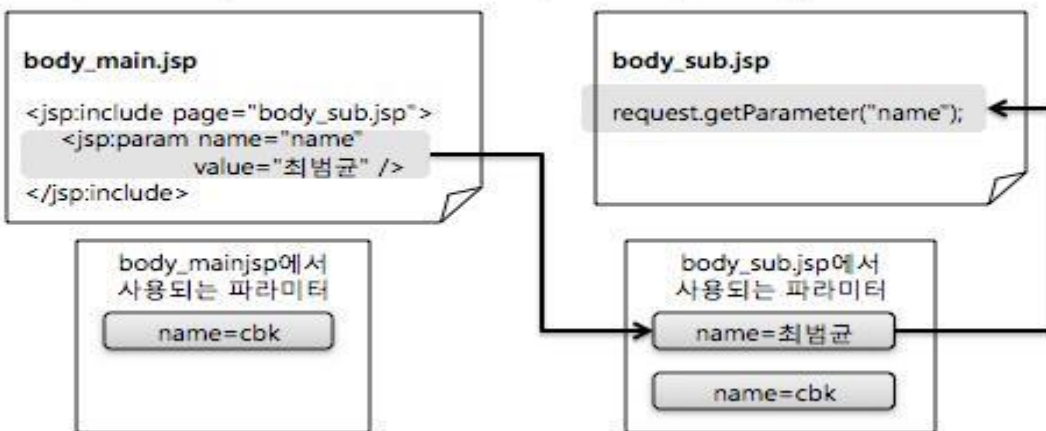 body_main.jsp
<jsp:include page="body_sub.jsp">
<jsp:param name="name"
value="최범균" />
</jsp:include>
body_sub.jsp
request.getParameter("name");
body_mainjsp에서
사용되는 파라미터
name=cbk
body_sub.jsp에서
사용되는 파라미터
name=최범균
name=cbk